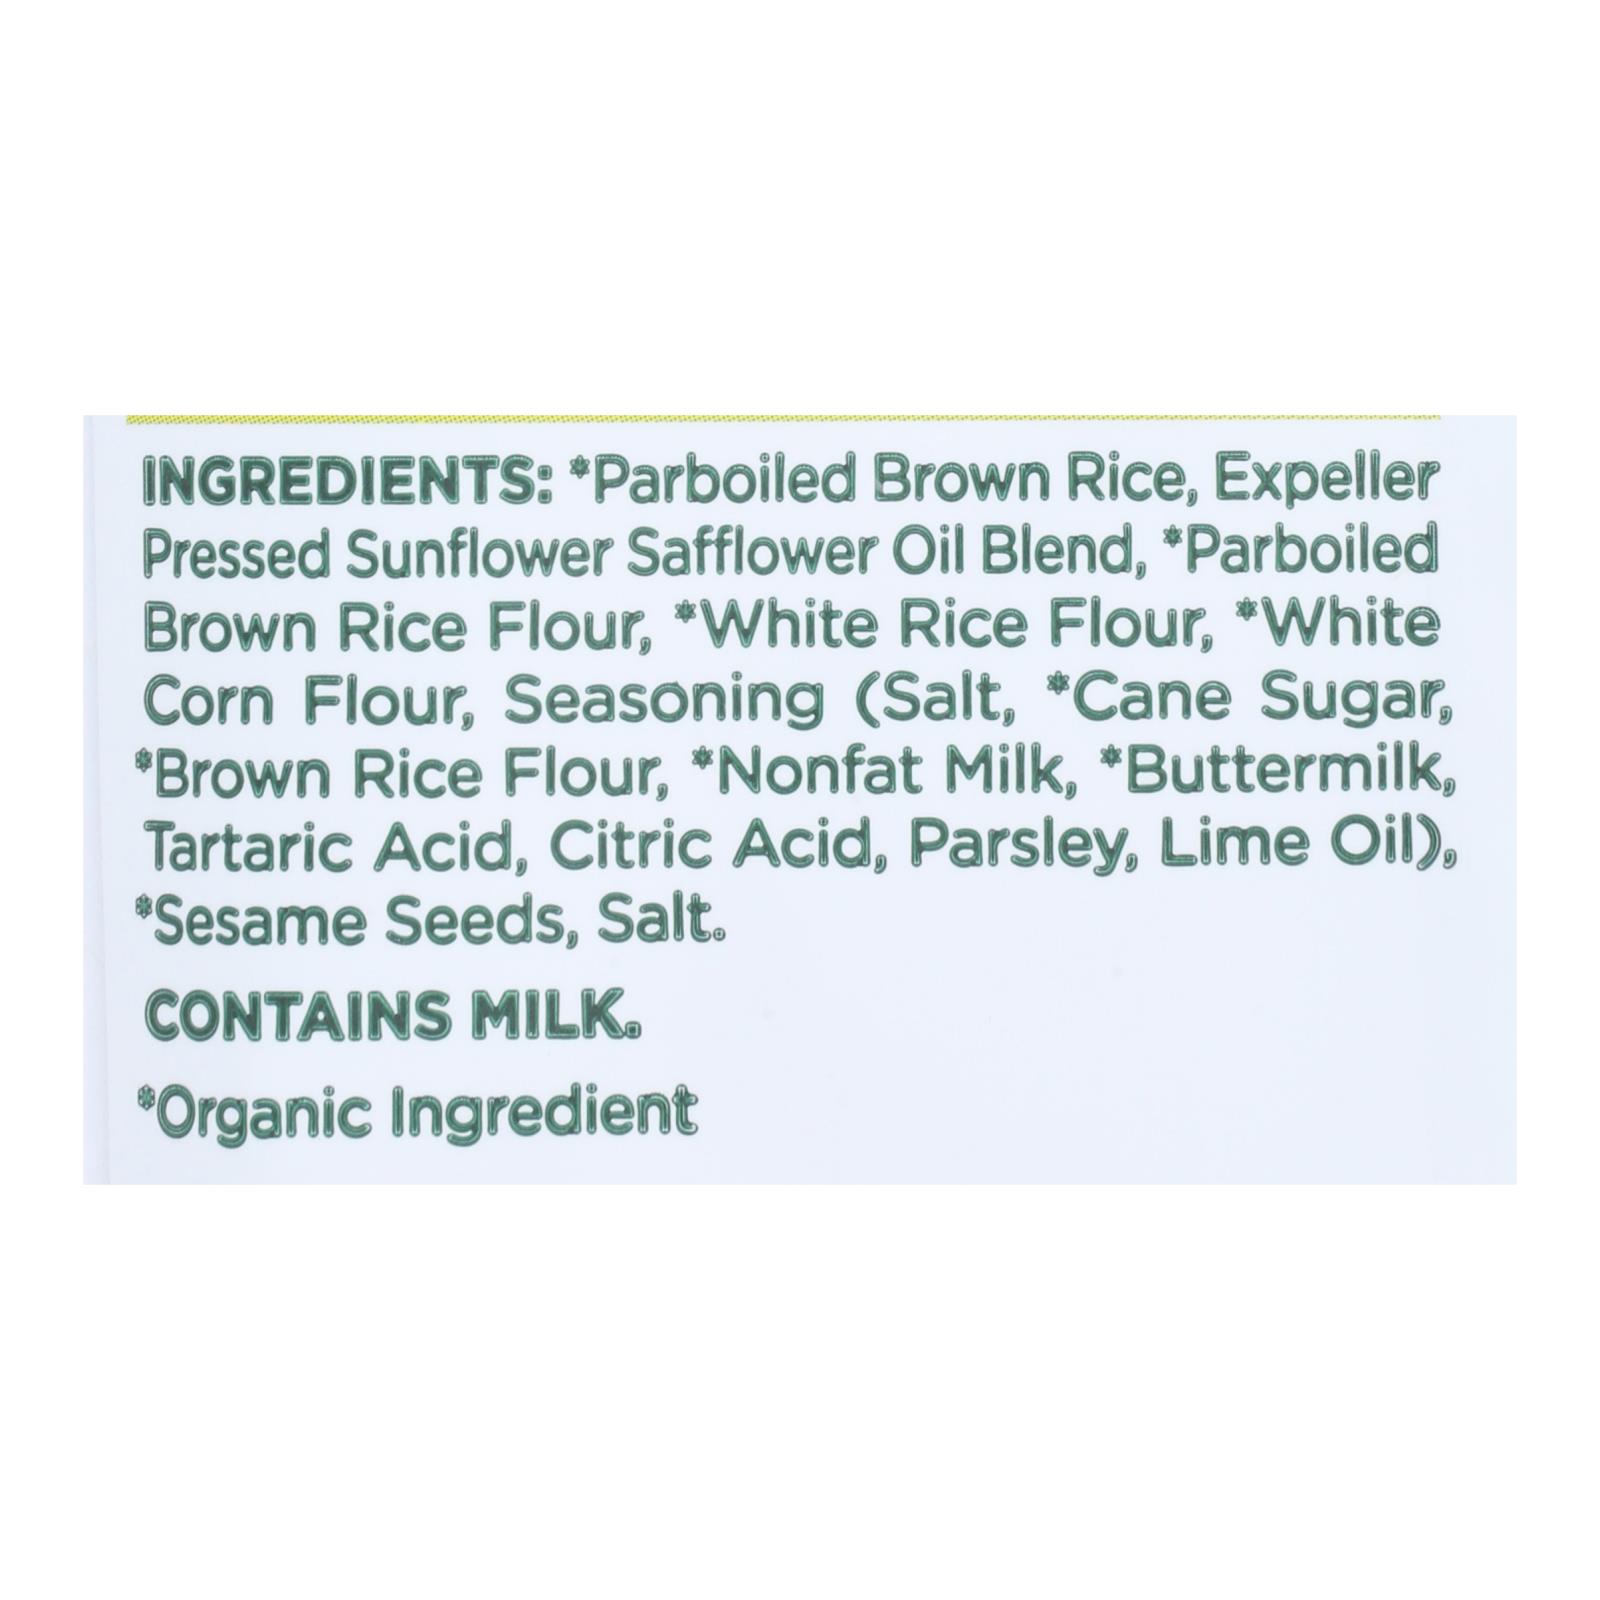 INGREDIENTS: *Parboiled Brown Rice, Expeller
Pressed Sunflower Safflower Oil Blend, *Parboiled
Brown Rice Flour, *White Rice Flour, *White
Corn Flour, Seasoning (Salt, *Cane Sugar,
*Brown Rice Flour, *Nonfat Milk, *Buttermilk,
Tartaric Acid, Citric Acid, Parsley, Lime Oil),
*Sesame Seeds, Salt.
CONTAINS MILK.
*Organic Ingredient